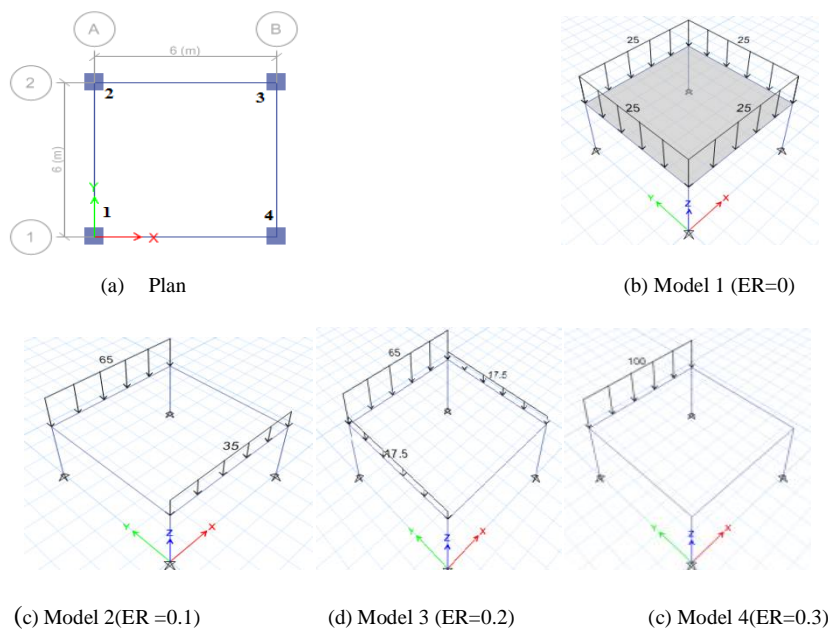 A
B
6 (m)
2
2
3
6 (m)
Y
1
4
1
X
(a) Plan
25
25
25
25
Y
Z
X
(b) Model 1 (ER=0)
65
35
Y
Z
X
65
17.5
17.5
Y
Z
X
100
Y
Z
X
(c) Model 2(ER =0.1)
(d) Model 3 (ER=0.2)
(c) Model 4(ER=0.3)